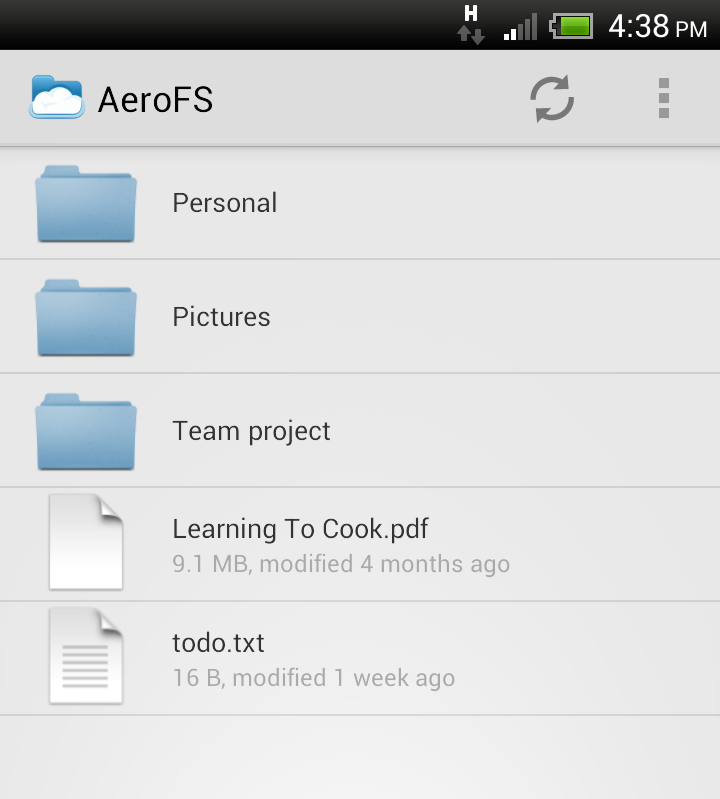 H
4:38 PM
AeroFS
Personal
Pictures
Team project
Learning To Cook.pdf
9.1 MB, modified 4 months ago
todo.txt
16 B, modified 1 week ago